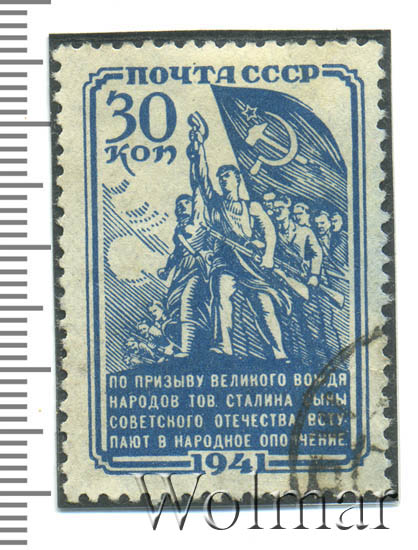 ПОЧТА СССР
30
КОП
ПО ПРИЗЫВУ ВЕЛИКОГО ВОЖДЯ
НАРОДОВ ТОВ. СТАЛИНА СЫНЫ
СОВЕТСКОГО ОТЕЧЕСТВА ВСТУ-
ПАЮТ В НАРОДНОЕ ОПОЛЧЕНИЕ
1941
Wolmar